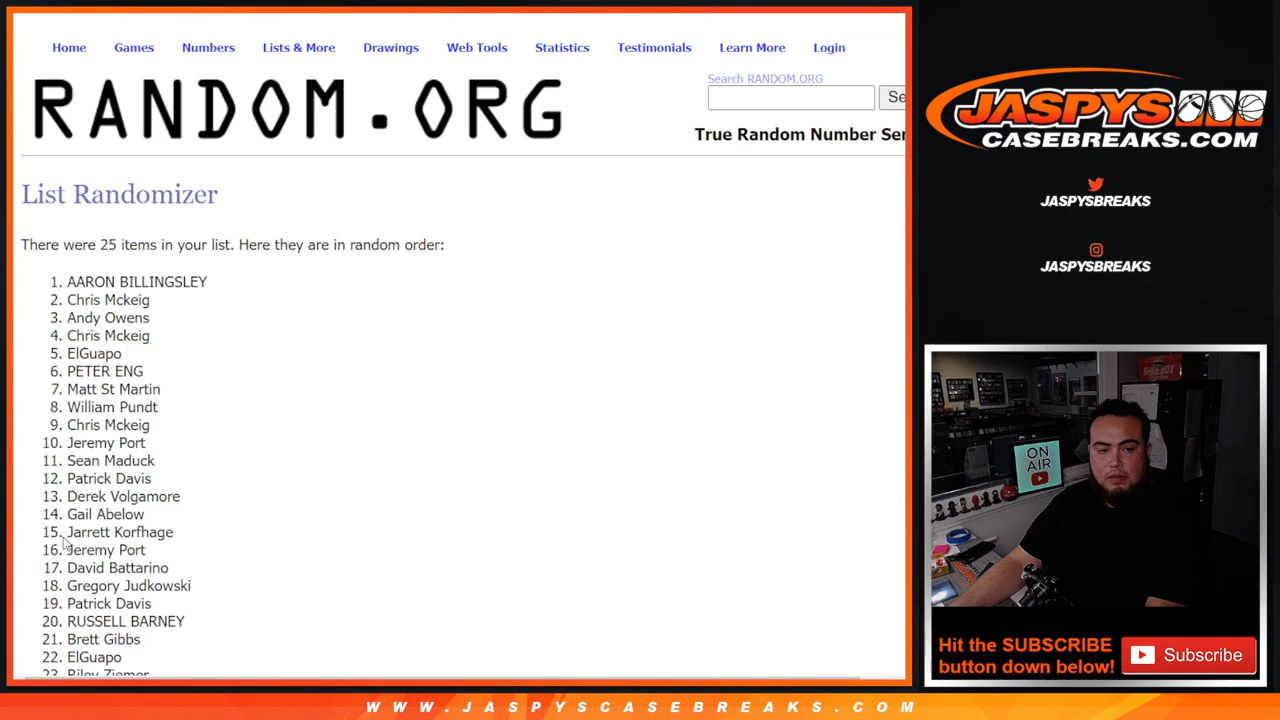 Home Games Numbers Lists & More Drawings Web Tools Statistics Testimonials Learn More Login
RANDOM.ORG
Search RANDOM.ORG
Se
True Random Number Ser
List Randomizer
There were 25 items in your list. Here they are in random order:
1. AARON BILLINGSLEY
2. Chris Mckeig
3. Andy Owens
4. Chris Mckeig
5. ElGuapo
6. PETER ENG
7. Matt St Martin
8. William Pundt
9. Chris Mckeig
10. Jeremy Port
11. Sean Maduck
12. Patrick Davis
13. Derek Volgamore
14. Gail Abelow
15. Jarrett Korfhage
16. Jeremy Port
17. David Battarino
18. Gregory Judkowski
19. Patrick Davis
20. RUSSELL BARNEY
21. Brett Gibbs
22. ElGuapo
23. Riley Ziemer
JASPYS
CASEBREAKS.COM
JASPYSBREAKS
JASPYSBREAKS
SHOEBOX
ON
AIR
Hit the SUBSCRIBE
button down below!
Subscribe
WWW.JASPYSCASEBREAKS.COM